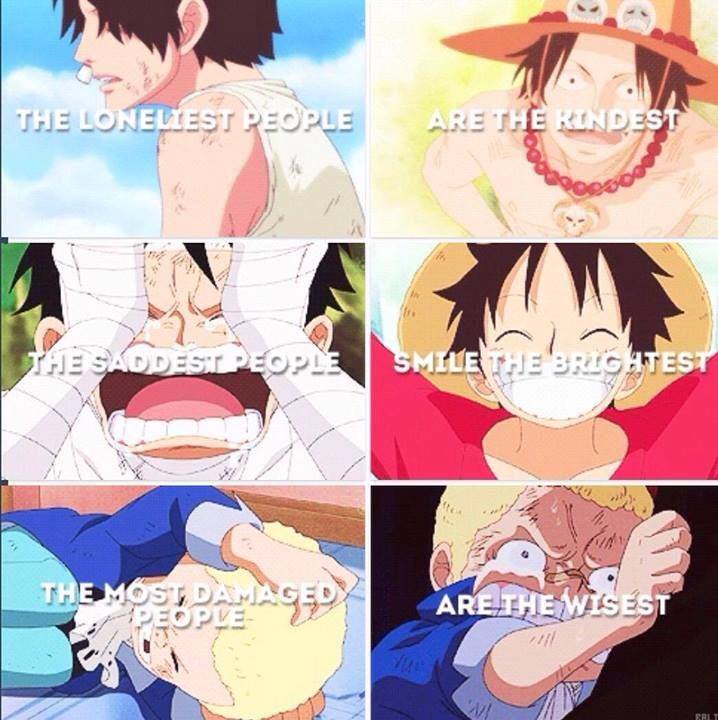 THE LONELIEST PEOPLE
ARE THE KINDEST
THE SADDEST PEOPLE
SMILE THE BRIGHTEST
THE MOST DAMAGED
PEOPLE
ARE THE WISEST